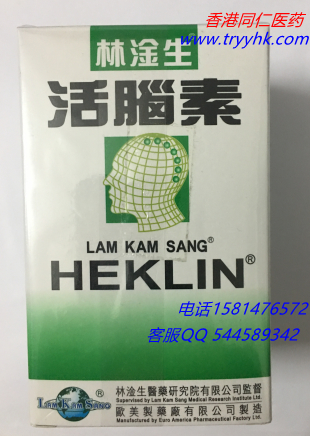 香港同仁医药
www.tryyhk.com
林淦生
活腦素
LAM KAM SANG®
HEKLIN®
电话1581476572
客服QQ 544589342
LAM KAM SANG ®
林淦生醫藥研究院有限公司監督
Supervised by Lam Kam Sang Medical Research Institute Ltd.
歐美製藥廠有限公司製造
Manufactured by Euro America Pharmaceutical Factory Ltd.